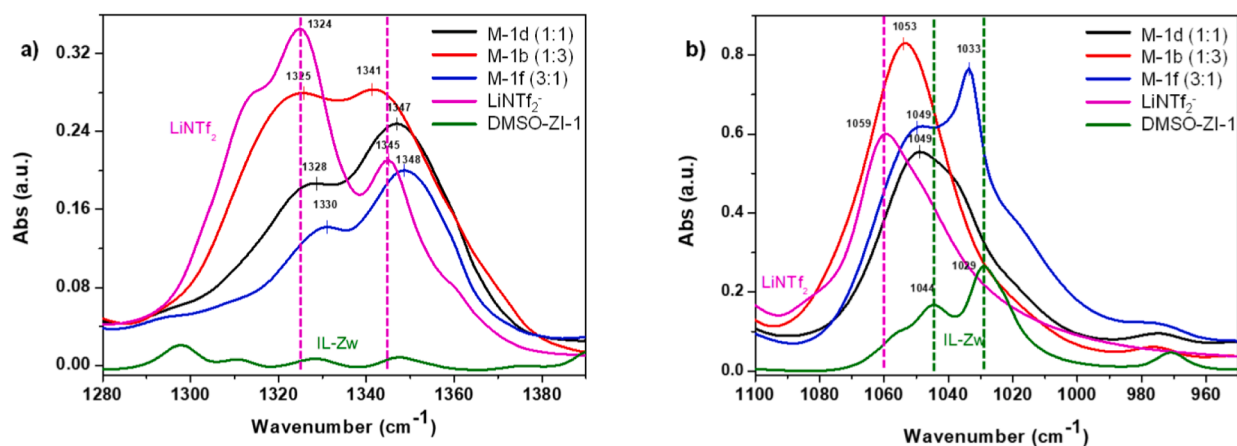 a)
0.32
0.24
0.16
0.08
0.00
Abs (a.u.)
1280
1300
1320
1340
1360
1380
Wavenumber (cm⁻¹)
1324
1325
1341
1347
1345
1328
1348
1330
LiNTf₂
IL-Zw
M-1d (1:1)
M-1b (1:3)
M-1f (3:1)
LiNTf₂⁻
DMSO-ZI-1
b)
0.8
0.6
0.4
0.2
0.0
Abs (a.u.)
1100
1080
1060
1040
1020
1000
980
960
Wavenumber (cm⁻¹)
1053
1033
1059
1049
1049
1029
1044
LiNTf₂
IL-Zw
M-1d (1:1)
M-1b (1:3)
M-1f (3:1)
LiNTf₂⁻
DMSO-ZI-1